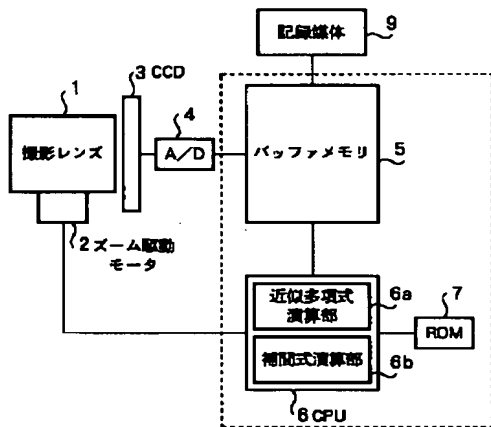 記録媒体
9
3 CCD
1
4
撮影レンズ
A/D
バッファメモリ
5
2 ズーム駆動
モータ
近似多項式
演算部
6a
7
ROM
補間式演算部
6b
6 CPU